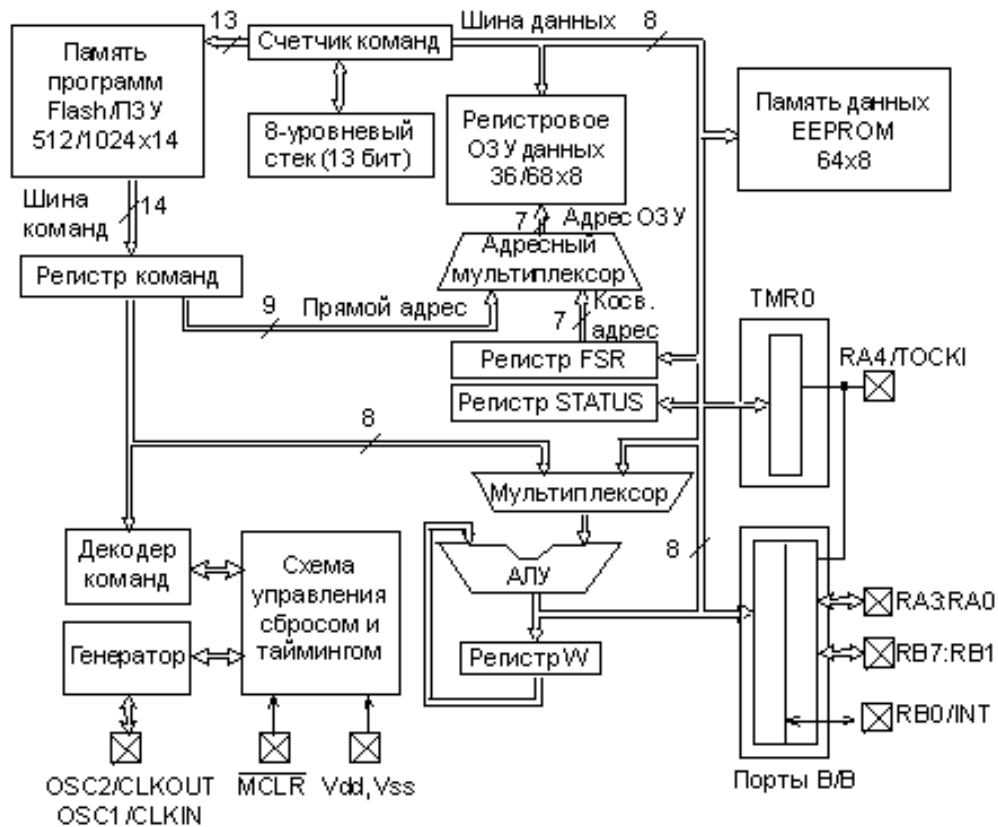 Память
программ
Flash/ПЗУ
512/1024x14
13
Счетчик команд
Шина данных
8
8-уровневый
стек (13 бит)
Регистровое
ОЗУ данных
36/68x8
Память данных
EEPROM
64x8
Шина
команд
14
7
Адрес ОЗУ
Адресный
мультиплексор
Регистр команд
9
Прямой адрес
7
Косв.
адрес
TMR0
Регистр FSR
RA4/TOCKI
Регистр STATUS
8
Мультиплексор
Декодер
команд
Схема
управления
сбросом и
таймингом
АЛУ
8
RA3:RA0
Генератор
Регистр W
RB7:RB1
RB0/INT
OSC2/CLKOUT
OSC1/CLKIN
MCLR
Vdd,Vss
Порты В/В